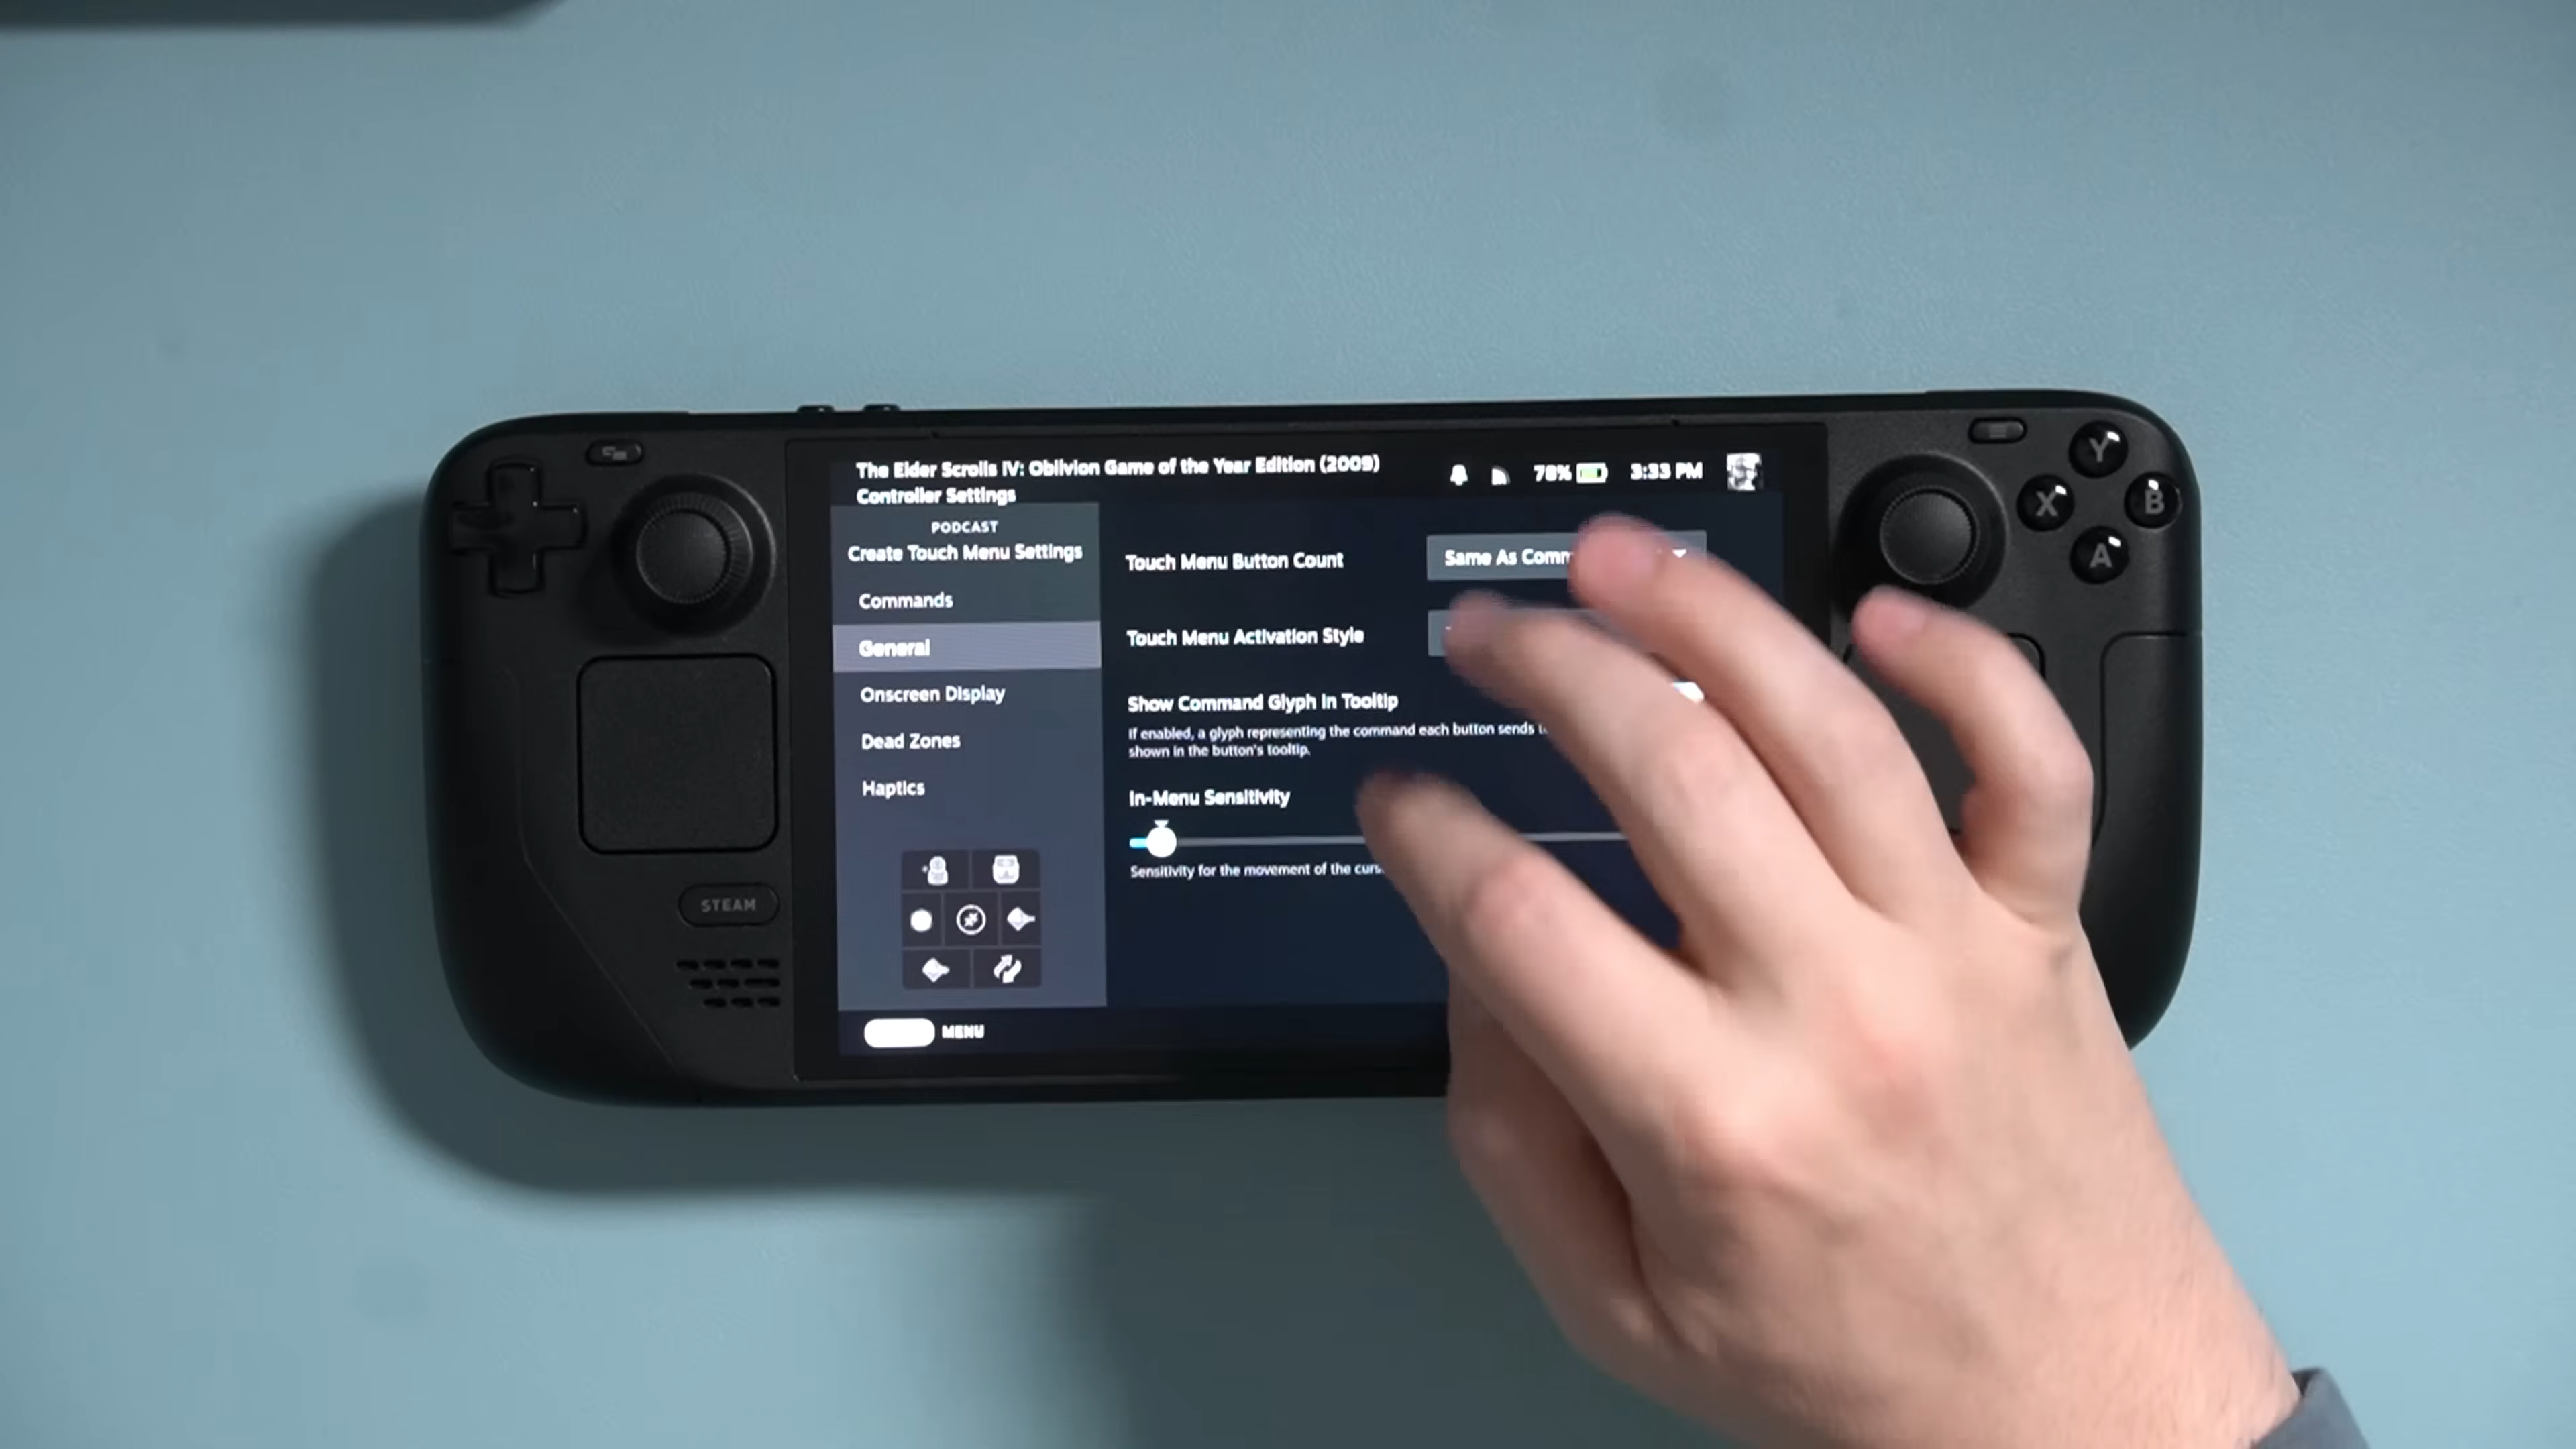 The Elder Scrolls IV: Oblivion Game of the Year Edition (2009)
Controller Settings
78%
3:33 PM
PODCAST
Create Touch Menu Settings
Commands
General
Onscreen Display
Dead Zones
Haptics
Touch Menu Button Count
Same As Comm
Touch Menu Activation Style
Show Command Glyph in Tooltip
If enabled, a glyph representing the command each button sends
shown in the button's tooltip.
In-Menu Sensitivity
Sensitivity for the movement of the
MENU
STEAM
Y
X
B
A